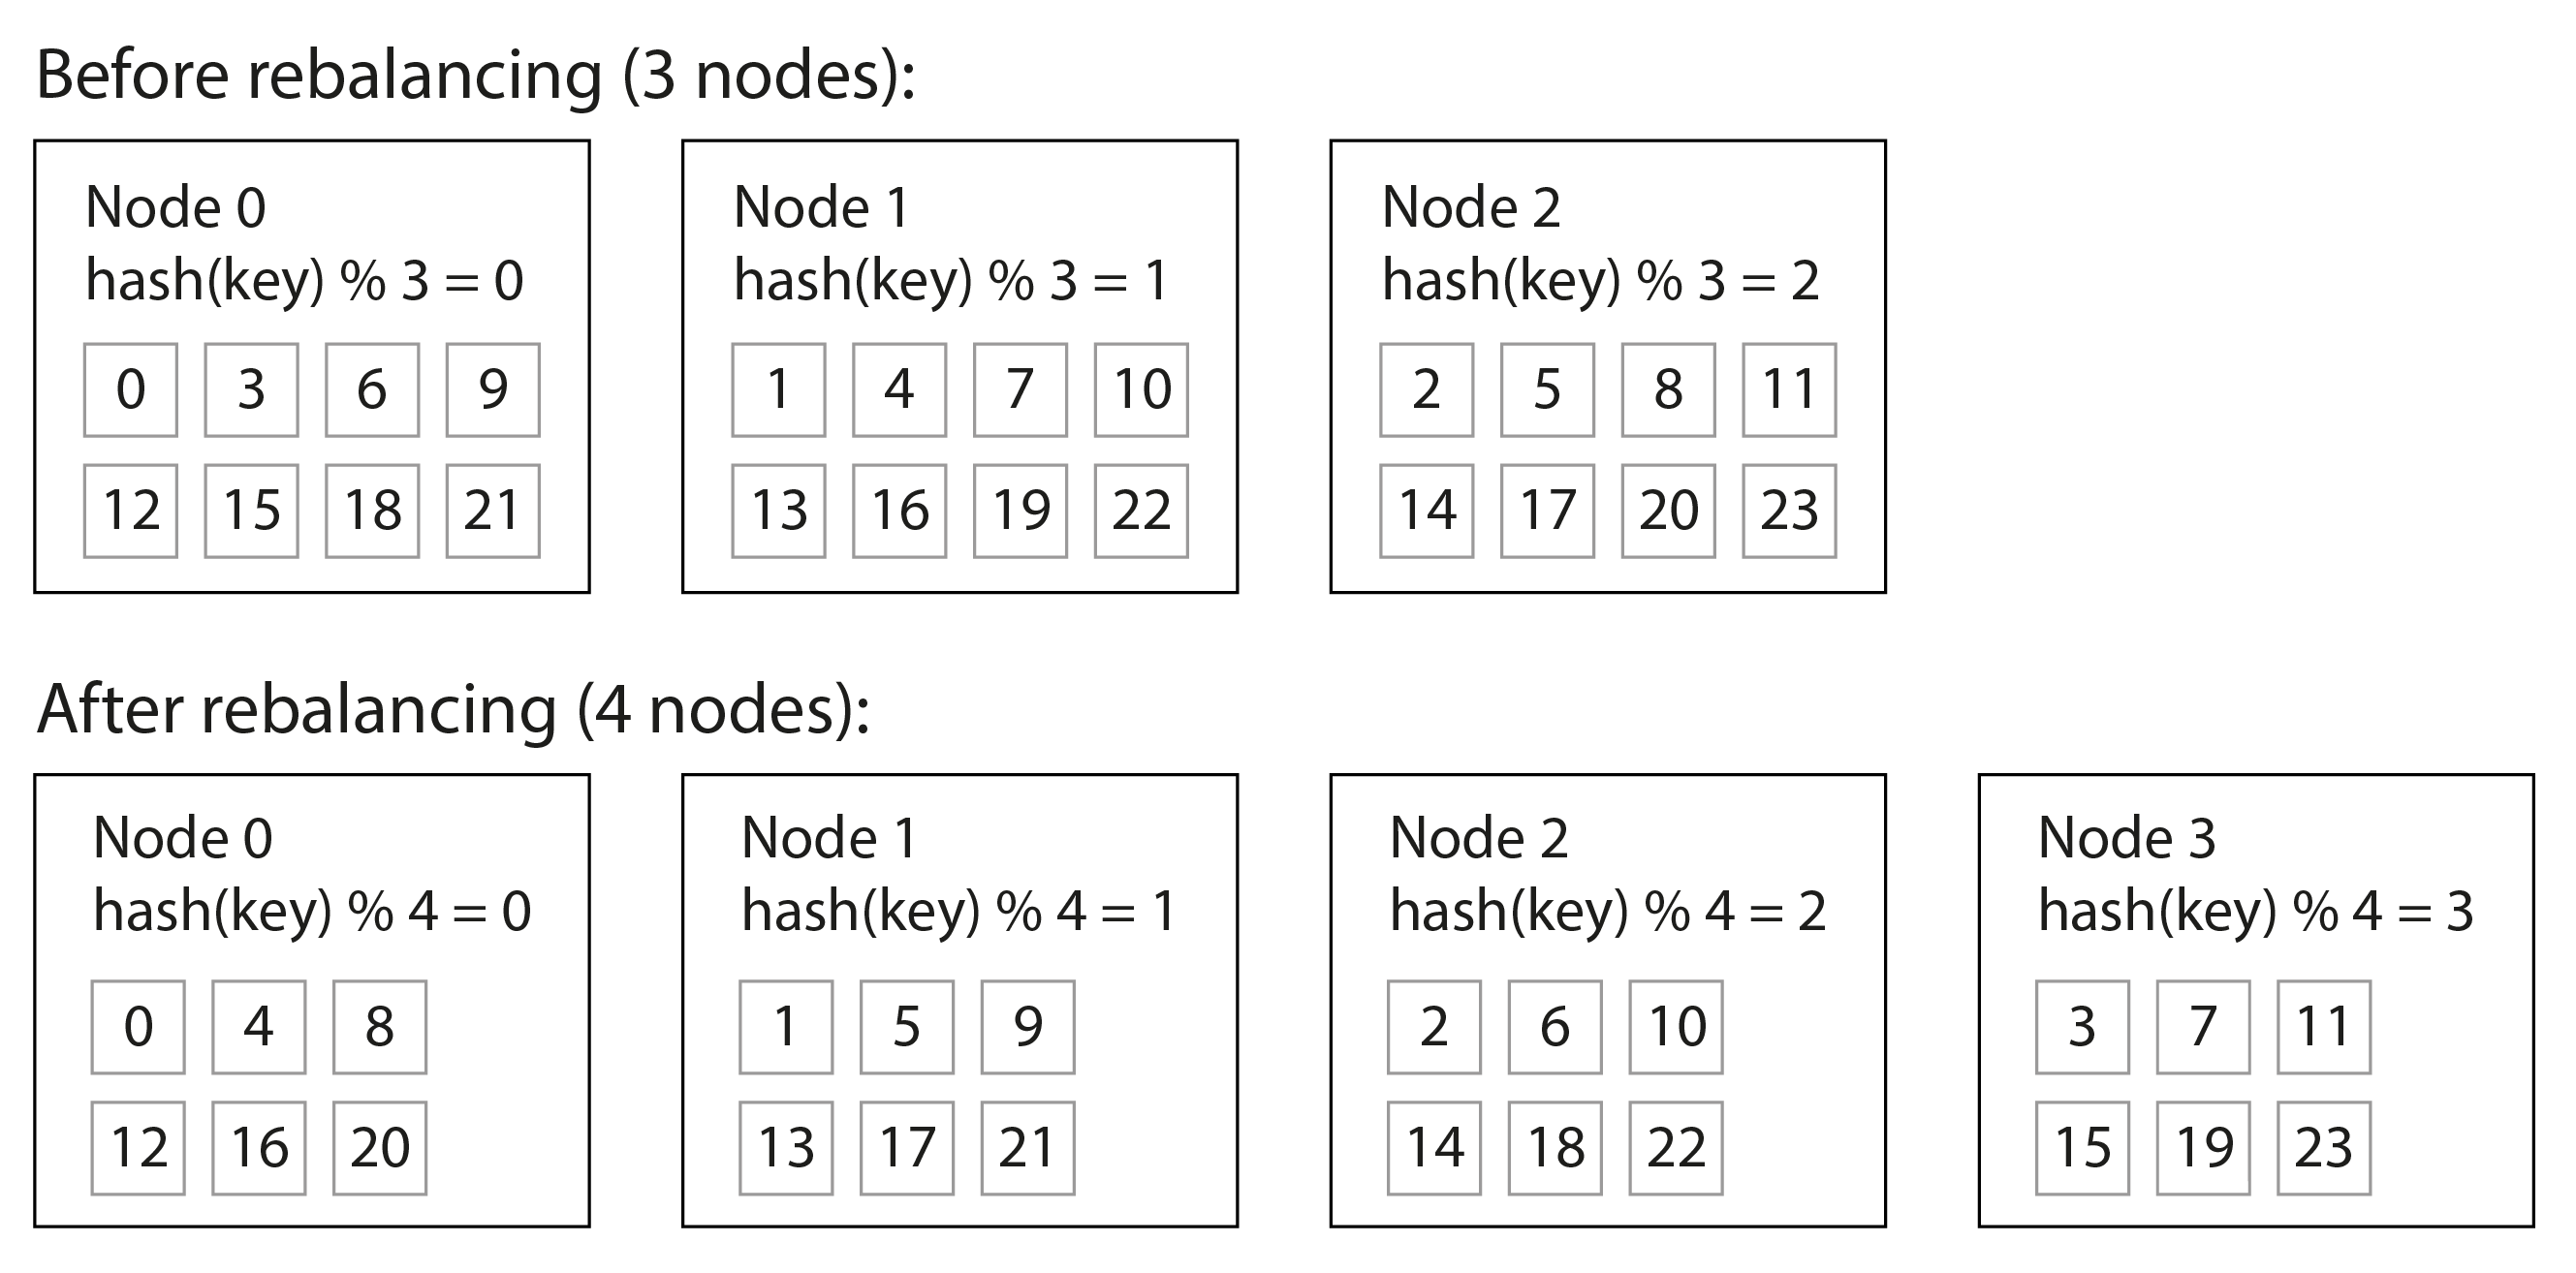 Before rebalancing (3 nodes):
Node 0
hash(key) % 3 = 0
0 3 6 9
12 15 18 21
Node 1
hash(key) % 3 = 1
1 4 7 10
13 16 19 22
Node 2
hash(key) % 3 = 2
2 5 8 11
14 17 20 23
After rebalancing (4 nodes):
Node 0
hash(key) % 4 = 0
0 4 8
12 16 20
Node 1
hash(key) % 4 = 1
1 5 9
13 17 21
Node 2
hash(key) % 4 = 2
2 6 10
14 18 22
Node 3
hash(key) % 4 = 3
3 7 11
15 19 23